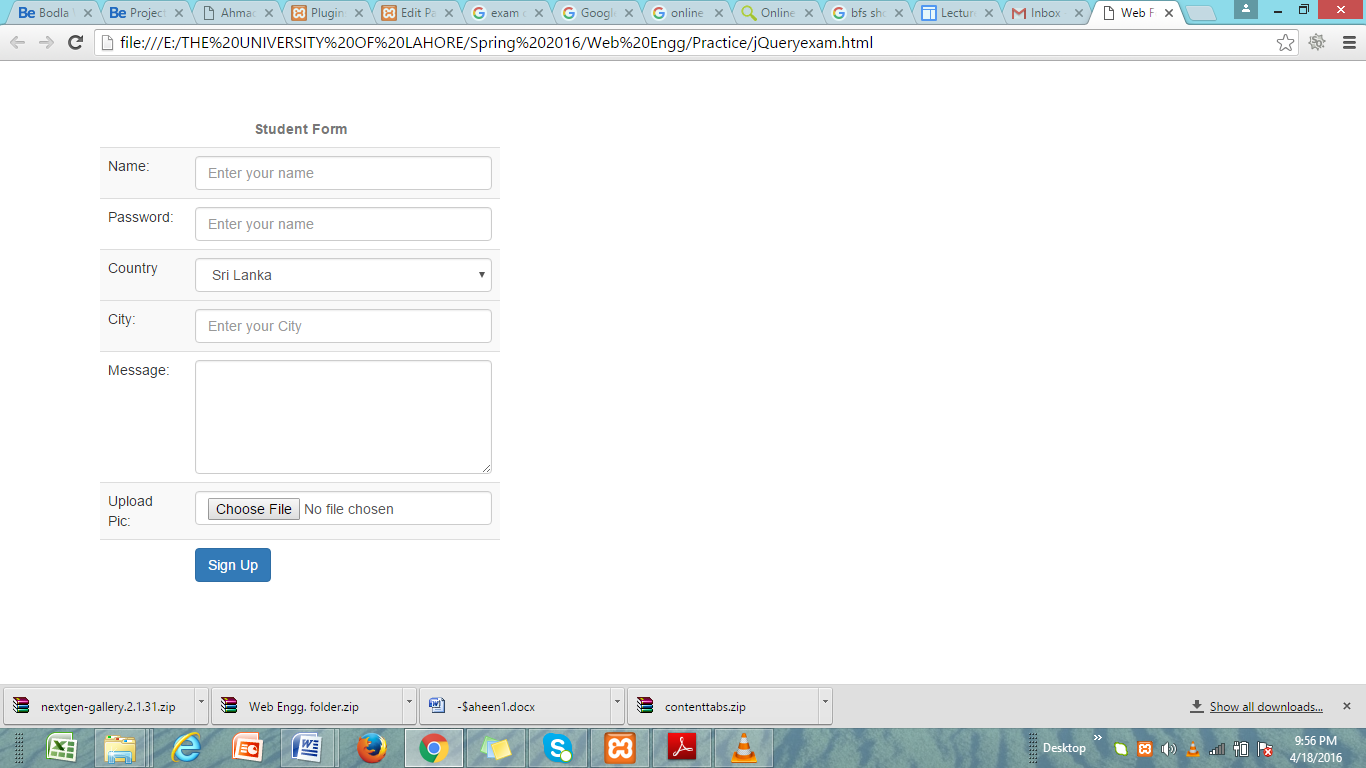 Be Bodla
Be Project
Ahmad
Plugin
Edit Pa
exam
Google
online
Online
bfs sho
Lectur
Inbox
Web F
file:///E:/THE%20UNIVERSITY%20OF%20LAHORE/Spring%202016/Web%20Engg/Practice/jQueryexam.html
Student Form
Name: Enter your name
Password: Enter your name
Country Sri Lanka
City: Enter your City
Message:
Upload
Pic:
Choose File No file chosen
Sign Up
nextgen-gallery.2.1.31.zip
Web Engg. folder.zip
-$aheen1.docx
contenttabs.zip
Show all downloads...
Desktop
9:56 PM
4/18/2016